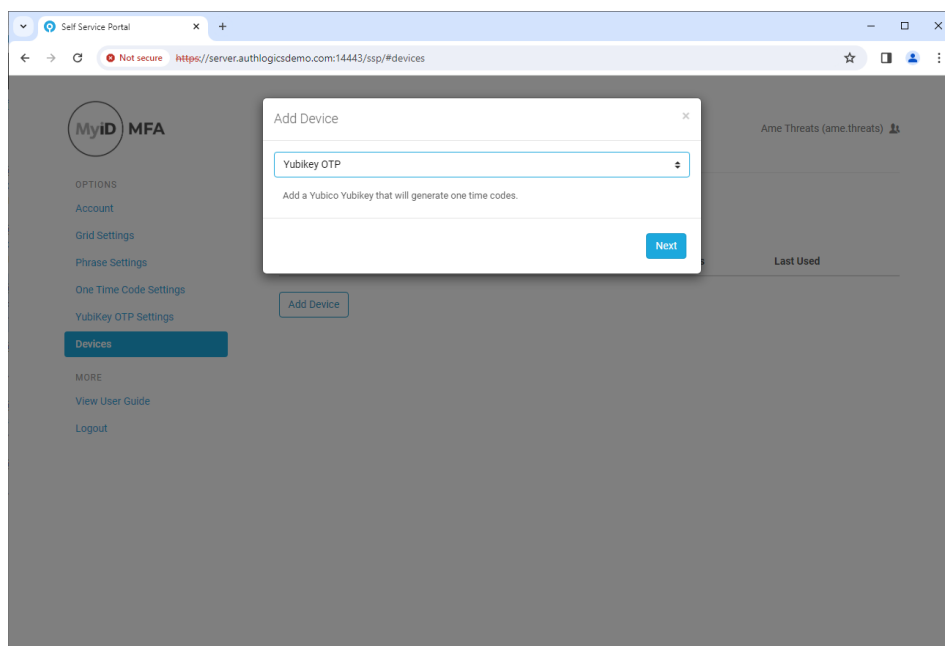 Self Service Portal
Not secure https://server.authlogicsdemo.com:14443/ssp/#devices
MyiD MFA
Ame Threats (ame.threats)
Add Device
×
Yubikey OTP
Add a Yubico Yubikey that will generate one time codes.
Next
OPTIONS
Account
Grid Settings
Phrase Settings
One Time Code Settings
YubiKey OTP Settings
Devices
MORE
View User Guide
Logout
Last Used
Add Device